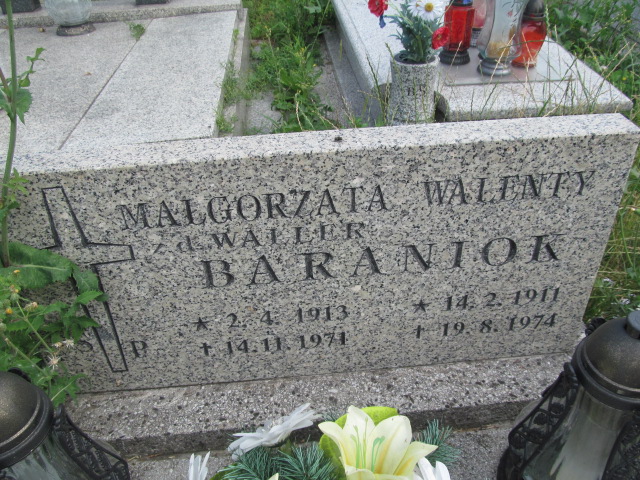 MAŁGORZATA WALENTY
z d. WALLER
BARANIOK
* 2. 4. 1913 * 14. 2. 1911
† 14. 11. 1971 † 19. 8. 1974
Ś P